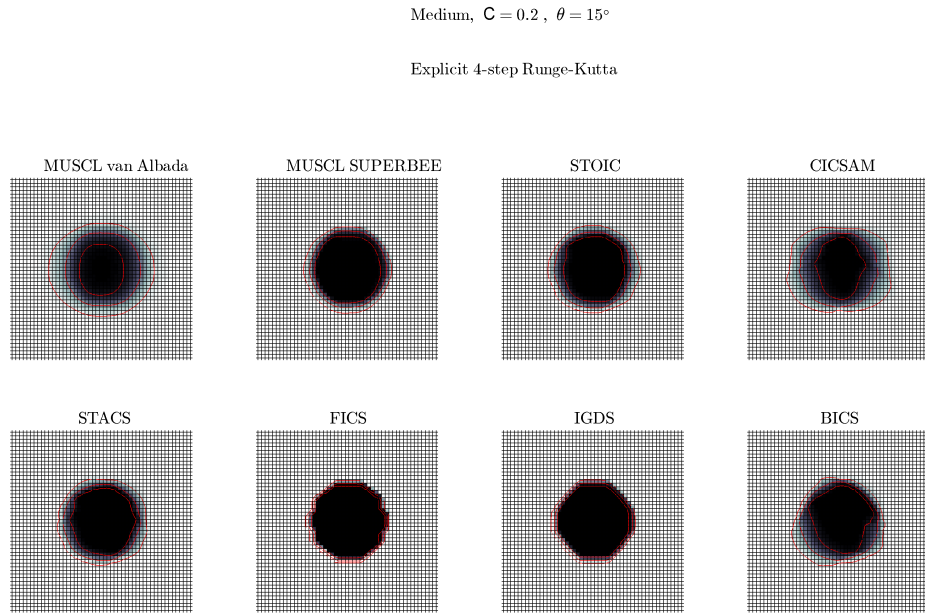 Medium, C = 0.2 , θ = 15°
Explicit 4-step Runge-Kutta
MUSCL van Albada MUSCL SUPERBEE STOIC CICSAM
STACS FICS IGDS BICS